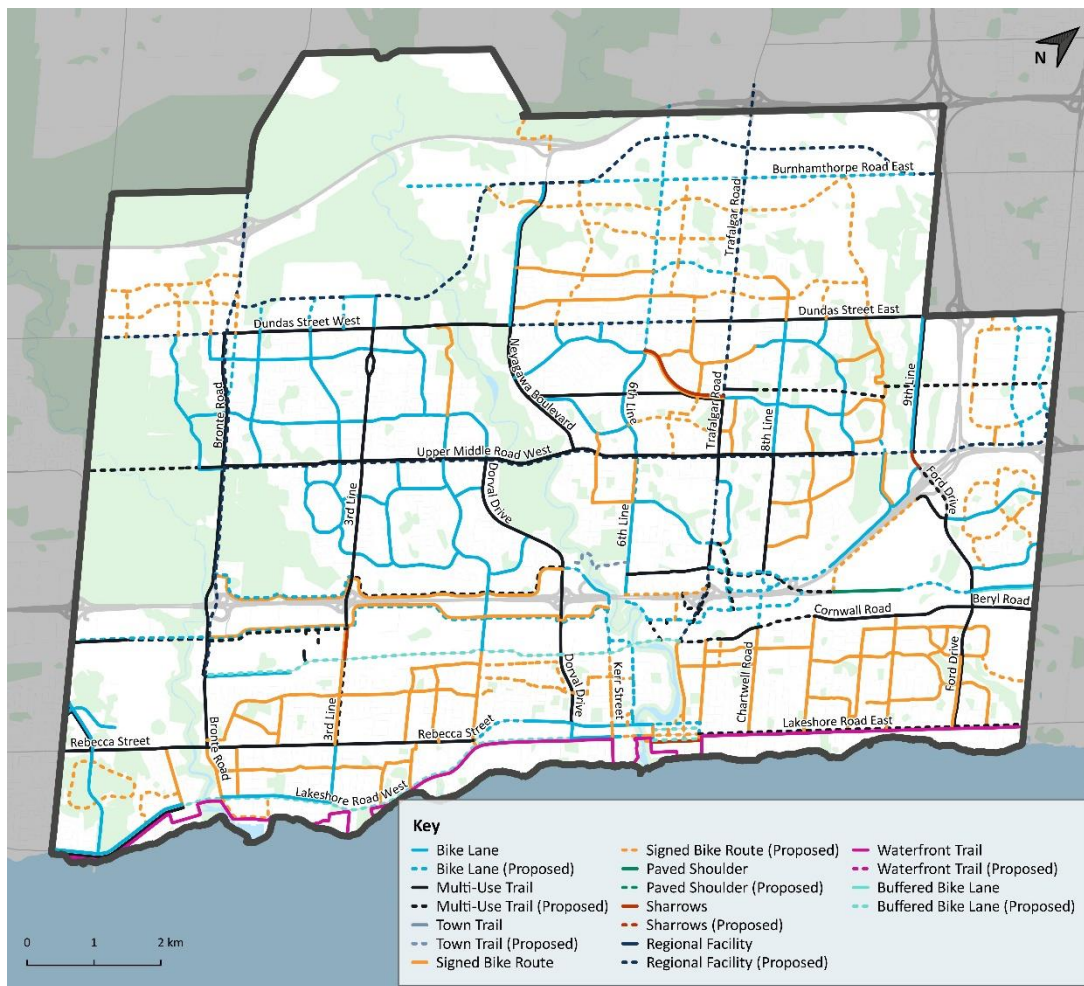 N
Burnhamthorpe Road East
Trafalgar Road
Dundas Street East
Dundas Street West
Neyagawa Boulevard
9th Line
6th Line
Trafalgar Road
8th Line
Bronte Road
Upper Middle Road West
Ford Drive
Dorval Drive
3rd Line
6th Line
Beryl Road
Cornwall Road
Dorval Drive
Kerr Street
Chartwell Road
Ford Drive
3rd Line
Lakeshore Road East
Rebecca Street
Rebecca Street
Bronte Road
Lakeshore Road West
Key
Bike Lane
Bike Lane (Proposed)
Multi-Use Trail
Multi-Use Trail (Proposed)
Town Trail
Town Trail (Proposed)
Signed Bike Route
Signed Bike Route (Proposed)
Paved Shoulder
Paved Shoulder (Proposed)
Sharrows
Sharrows (Proposed)
Regional Facility
Regional Facility (Proposed)
Waterfront Trail
Waterfront Trail (Proposed)
Buffered Bike Lane
Buffered Bike Lane (Proposed)
0 1 2 km